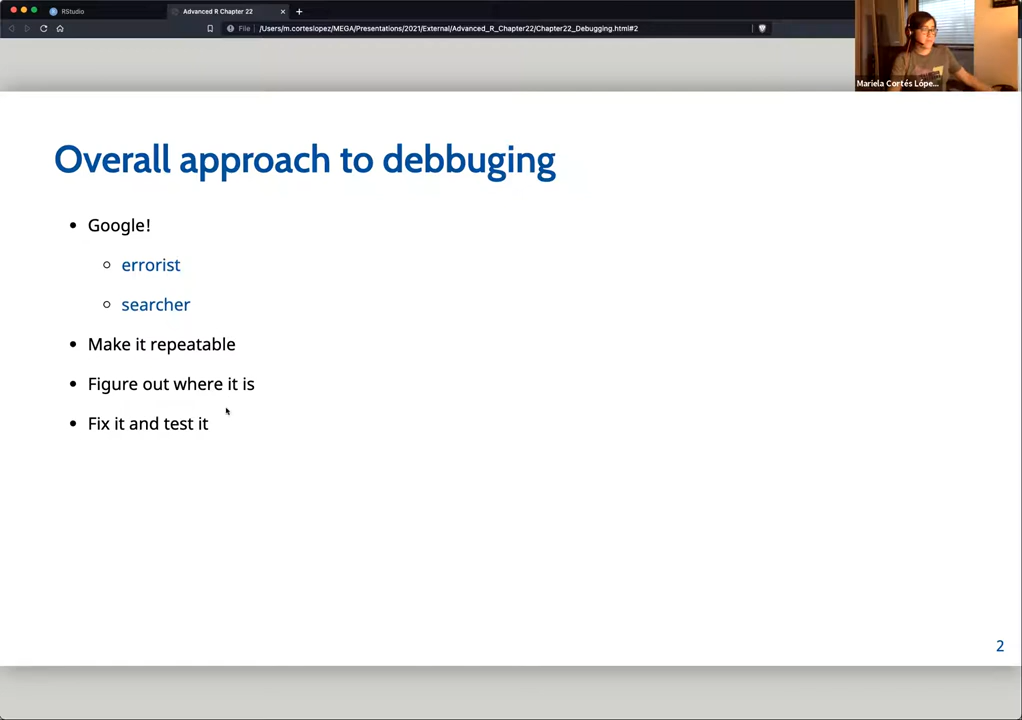 RStudio
Advanced R Chapter 22
File
/Users/m.corteslopez/MEGA/Presentations/2021/External/Advanced_R_Chapter22/Chapter22_Debugging.html#2
Mariela Cortés Lópe...
Overall approach to debbuging
Google!
errorist
searcher
Make it repeatable
Figure out where it is
Fix it and test it
2